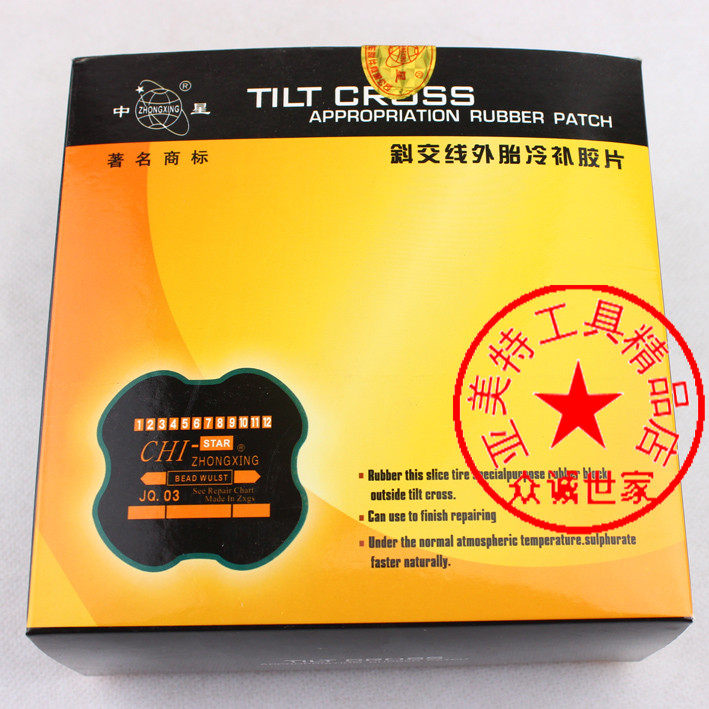 中 ZHONGXING ® 星
著名商标
TILT CROSS
APPROPRIATION RUBBER PATCH
斜交线外胎冷补胶片
亚美特工具精品店
众诚世家
1 2 3 4 5 6 7 8 9 10 11 12
CHI-STAR ®
ZHONGXING
BEAD WULST
JQ. 03
See Repair Chart
Made In Zxgs
Rubber this slice tire specialpurpose rubber block
outside tilt cross.
Can use to finish repairing
Under the normal atmospheric temperature.sulphurate
faster naturally.
TILT CROSS